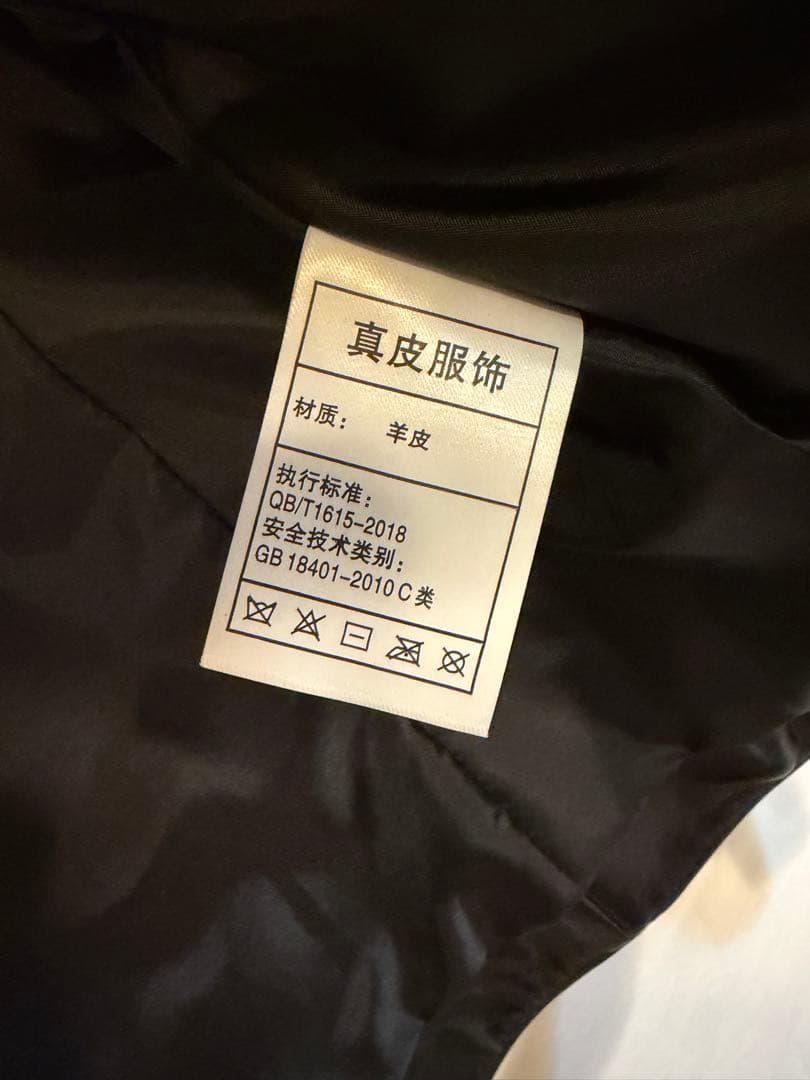 真皮服饰
材质： 羊皮
执行标准：
QB/T1615-2018
安全技术类别：
GB 18401-2010 C 类